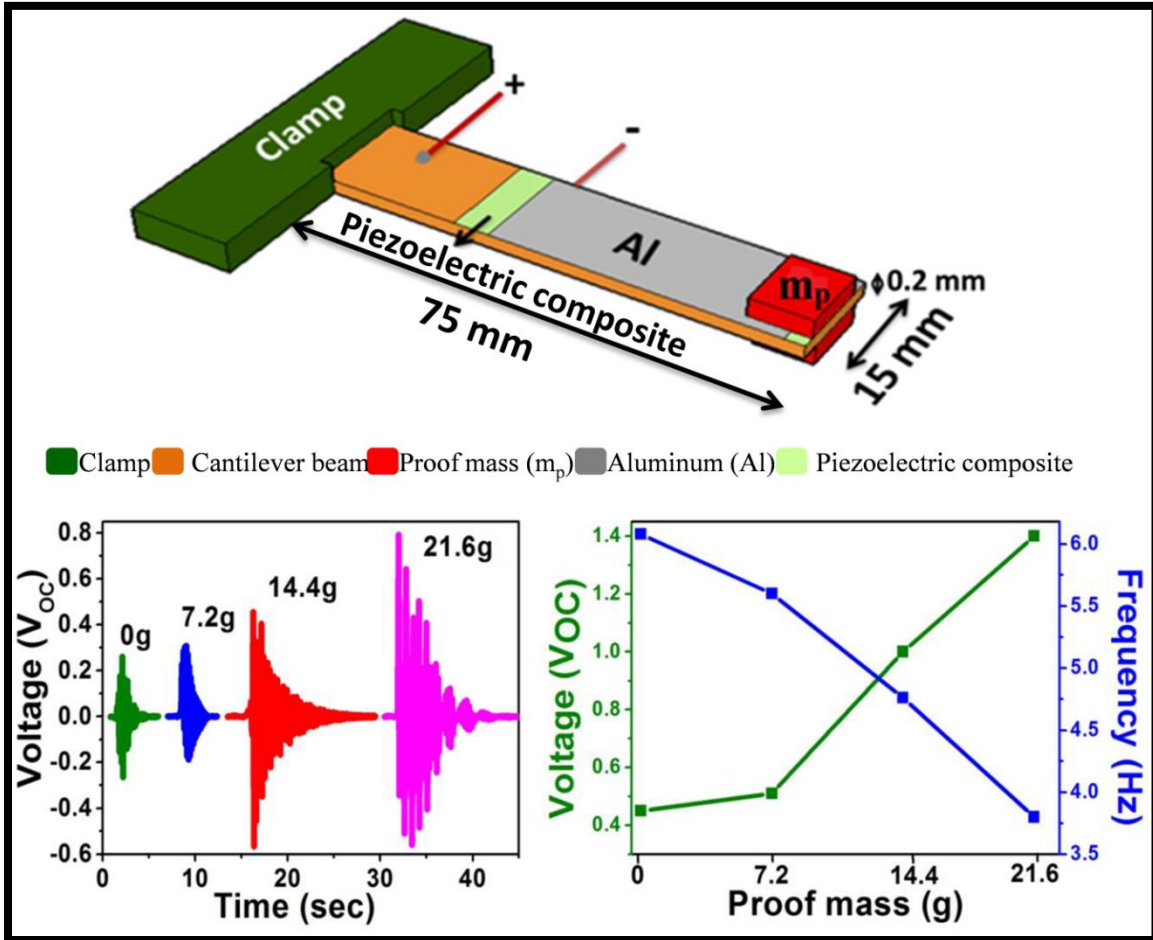 Clamp
+
-
Piezoelectric composite
75 mm
Al
mₚ
0.2 mm
15 mm
Clamp Cantilever beam Proof mass (mₚ) Aluminum (Al) Piezoelectric composite
Voltage (V_OC)
0.8
0.6
0.4
0.2
0.0
-0.2
-0.4
-0.6
0g
7.2g
14.4g
21.6g
0 10 20 30 40
Time (sec)
Voltage (VOC)
1.4
1.2
1.0
0.8
0.6
0.4
6.0
5.5
5.0
4.5
4.0
3.5
Frequency (Hz)
0 7.2 14.4 21.6
Proof mass (g)